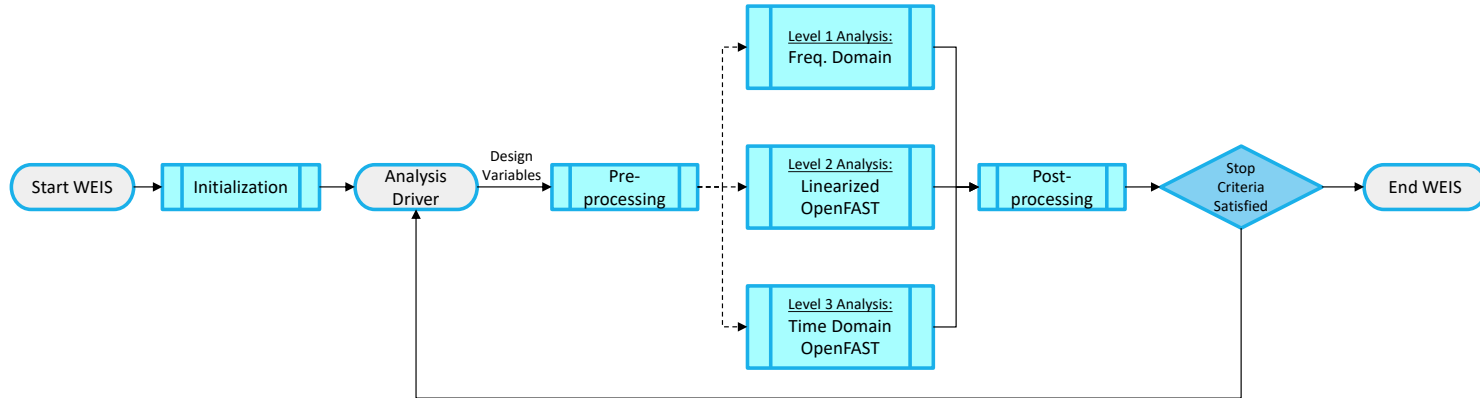 Start WEIS
Initialization
Analysis
Driver
Design
Variables
Pre-
processing
Level 1 Analysis:
Freq. Domain
Level 2 Analysis:
Linearized
OpenFAST
Level 3 Analysis:
Time Domain
OpenFAST
Post-
processing
Stop
Criteria
Satisfied
End WEIS